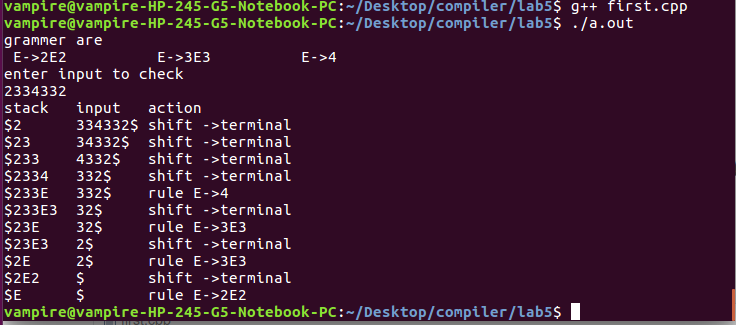 vampire@vampire-HP-245-G5-Notebook-PC:~/Desktop/compiler/lab5$ g++ first.cpp
vampire@vampire-HP-245-G5-Notebook-PC:~/Desktop/compiler/lab5$ ./a.out
grammer are
E->2E2 E->3E3 E->4
enter input to check
2334332
stack input action
$2 334332$ shift ->terminal
$23 34332$ shift ->terminal
$233 4332$ shift ->terminal
$2334 332$ shift ->terminal
$233E 332$ rule E->4
$233E3 32$ shift ->terminal
$23E 32$ rule E->3E3
$23E3 2$ shift ->terminal
$2E 2$ rule E->3E3
$2E2 $ shift ->terminal
$E $ rule E->2E2
vampire@vampire-HP-245-G5-Notebook-PC:~/Desktop/compiler/lab5$